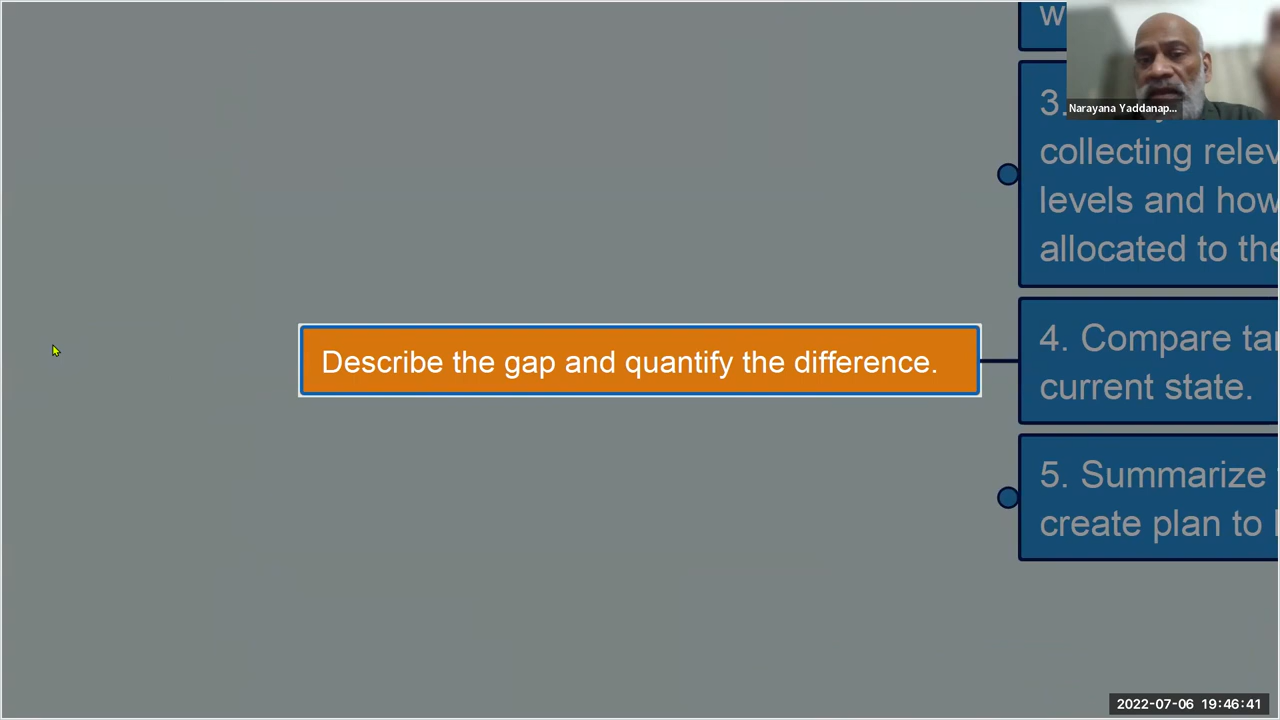 Describe the gap and quantify the difference.
w
3.
collecting relev
levels and how
allocated to the
4. Compare tar
current state.
5. Summarize
create plan to
Narayana Yaddanap...
2022-07-06 19:46:41